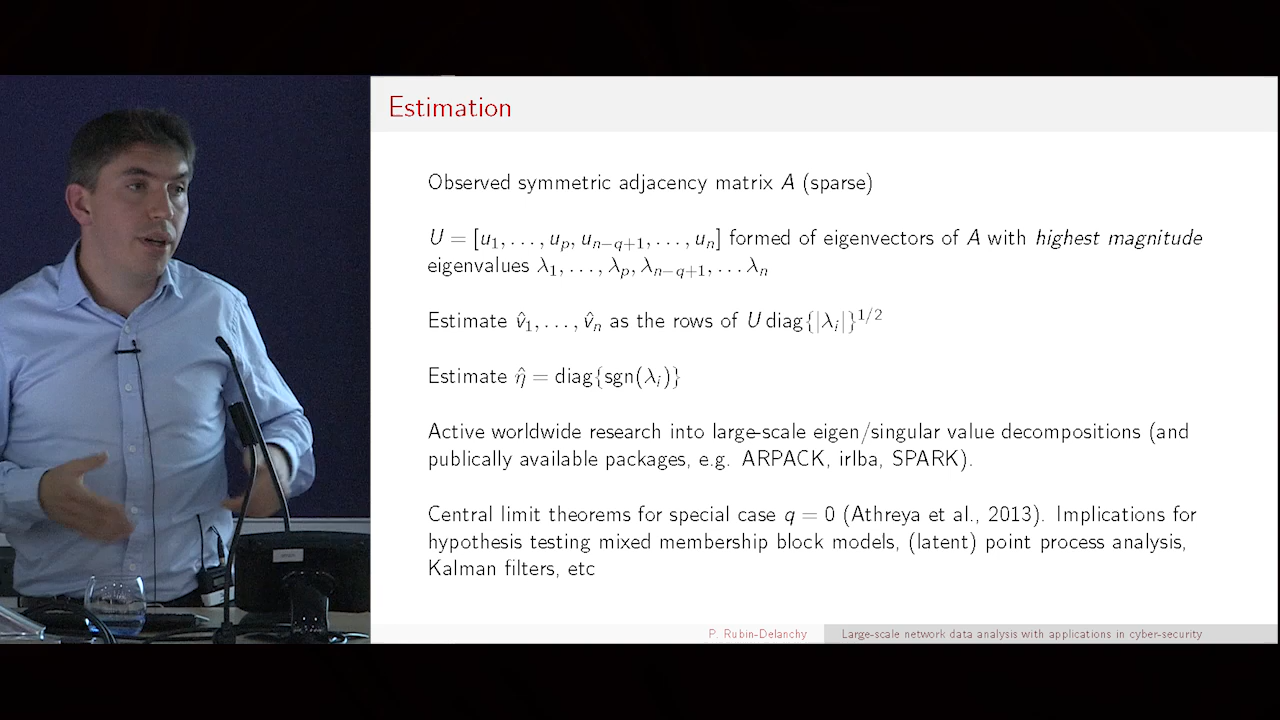 Estimation
Observed symmetric adjacency matrix A (sparse)
U = [u₁, . . . , uₚ, uₙ₋q₊₁, . . . , uₙ] formed of eigenvectors of A with highest magnitude
eigenvalues λ₁, . . . , λₚ, λₙ₋q₊₁, . . . λₙ
Estimate v̂₁, . . . , v̂ₙ as the rows of U diag{|λᵢ|}¹/²
Estimate η̂ = diag{sgn(λᵢ)}
Active worldwide research into large-scale eigen/singular value decompositions (and
publically available packages, e.g. ARPACK, irlba, SPARK).
Central limit theorems for special case q = 0 (Athreya et al., 2013). Implications for
hypothesis testing mixed membership block models, (latent) point process analysis,
Kalman filters, etc
P. Rubin-Delanchy
Large-scale network data analysis with applications in cyber-security